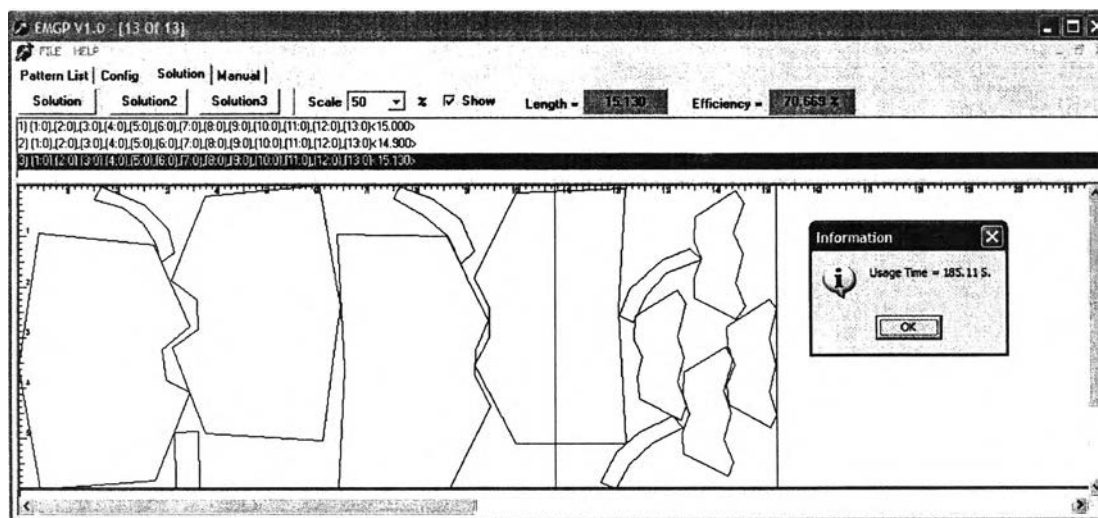 EMGP V1.0 - [13 Of 13]
FILE HELP
Pattern List Config Solution Manual
Solution Solution2 Solution3 Scale 50 % Show Length = 15.130 Efficiency = 70.669 %
1) (1:0),(2:0),(3:0),(4:0),(5:0),(6:0),(7:0),(8:0),(9:0),(10:0),(11:0),(12:0),(13:0)<15.000>
2) (1:0),(2:0),(3:0),(4:0),(5:0),(6:0),(7:0),(8:0),(9:0),(10:0),(11:0),(12:0),(13:0)<14.900>
3) (1:0),(2:0),(3:0),(4:0),(5:0),(6:0),(7:0),(8:0),(9:0),(10:0),(11:0),(12:0),(13:0)<15.130>
Information
Usage Time = 185.11 S.
OK